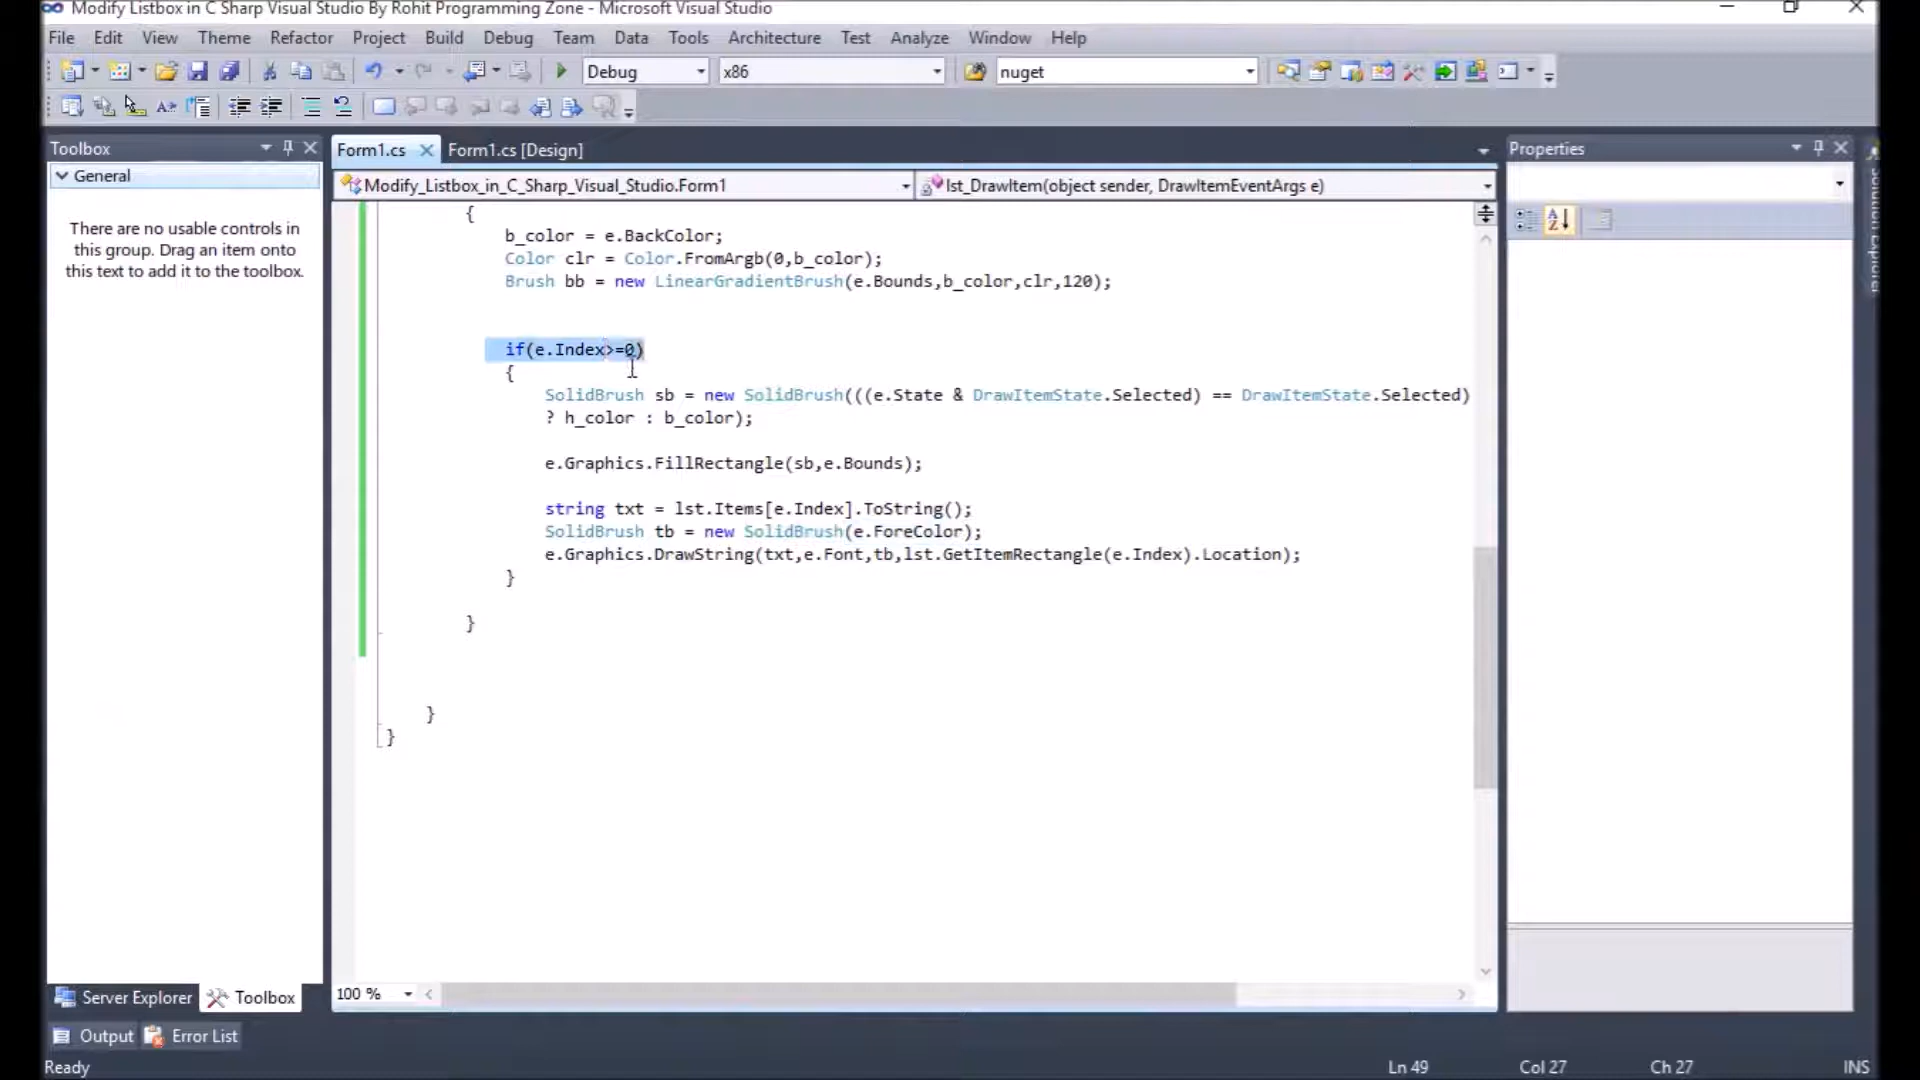 Modify Listbox in C Sharp Visual Studio By Rohit Programming Zone - Microsoft Visual Studio
File Edit View Theme Refactor Project Build Debug Team Data Tools Architecture Test Analyze Window Help
Debug x86 nuget
Toolbox
General
There are no usable controls in this group. Drag an item onto this text to add it to the toolbox.
Form1.cs Form1.cs [Design]
Modify_Listbox_in_C_Sharp_Visual_Studio.Form1 lst_DrawItem(object sender, DrawItemEventArgs e)
{
b_color = e.BackColor;
Color clr = Color.FromArgb(0,b_color);
Brush bb = new LinearGradientBrush(e.Bounds,b_color,clr,120);
if(e.Index>=0)
{
SolidBrush sb = new SolidBrush(((e.State & DrawItemState.Selected) == DrawItemState.Selected)
? h_color : b_color);
e.Graphics.FillRectangle(sb,e.Bounds);
string txt = lst.Items[e.Index].ToString();
SolidBrush tb = new SolidBrush(e.ForeColor);
e.Graphics.DrawString(txt,e.Font,tb,lst.GetItemRectangle(e.Index).Location);
}
}
}
}
100 %
Properties
Solution Explorer
Server Explorer Toolbox
Output Error List
Ready Ln 49 Col 27 Ch 27 INS